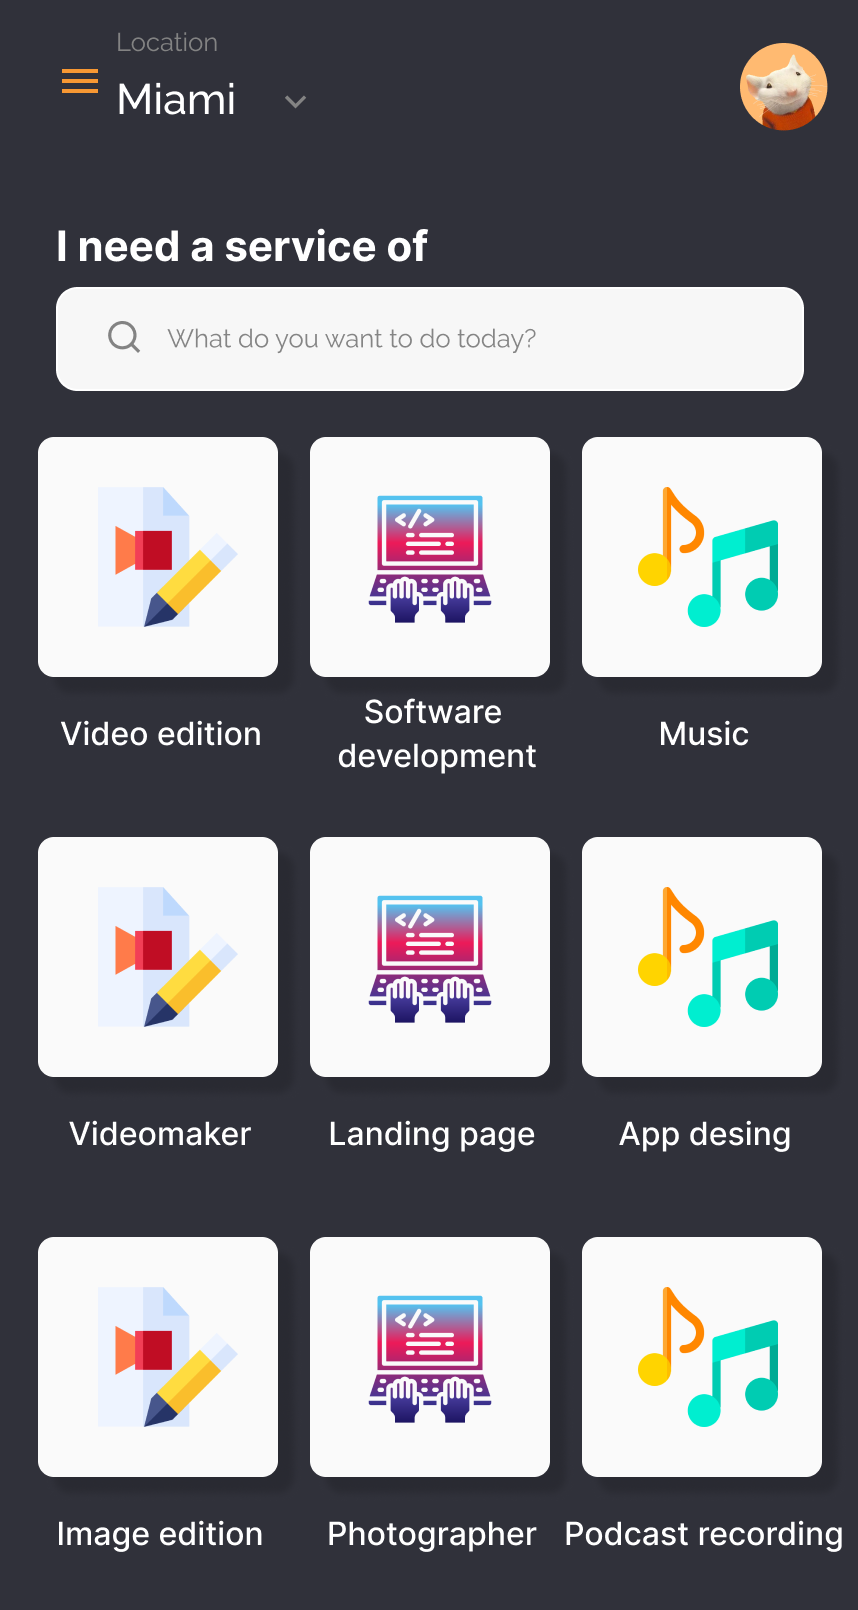 Location
Miami
I need a service of
What do you want to do today?
Video edition
Software
development
Music
Videomaker
Landing page
App desing
Image edition
Photographer
Podcast recording